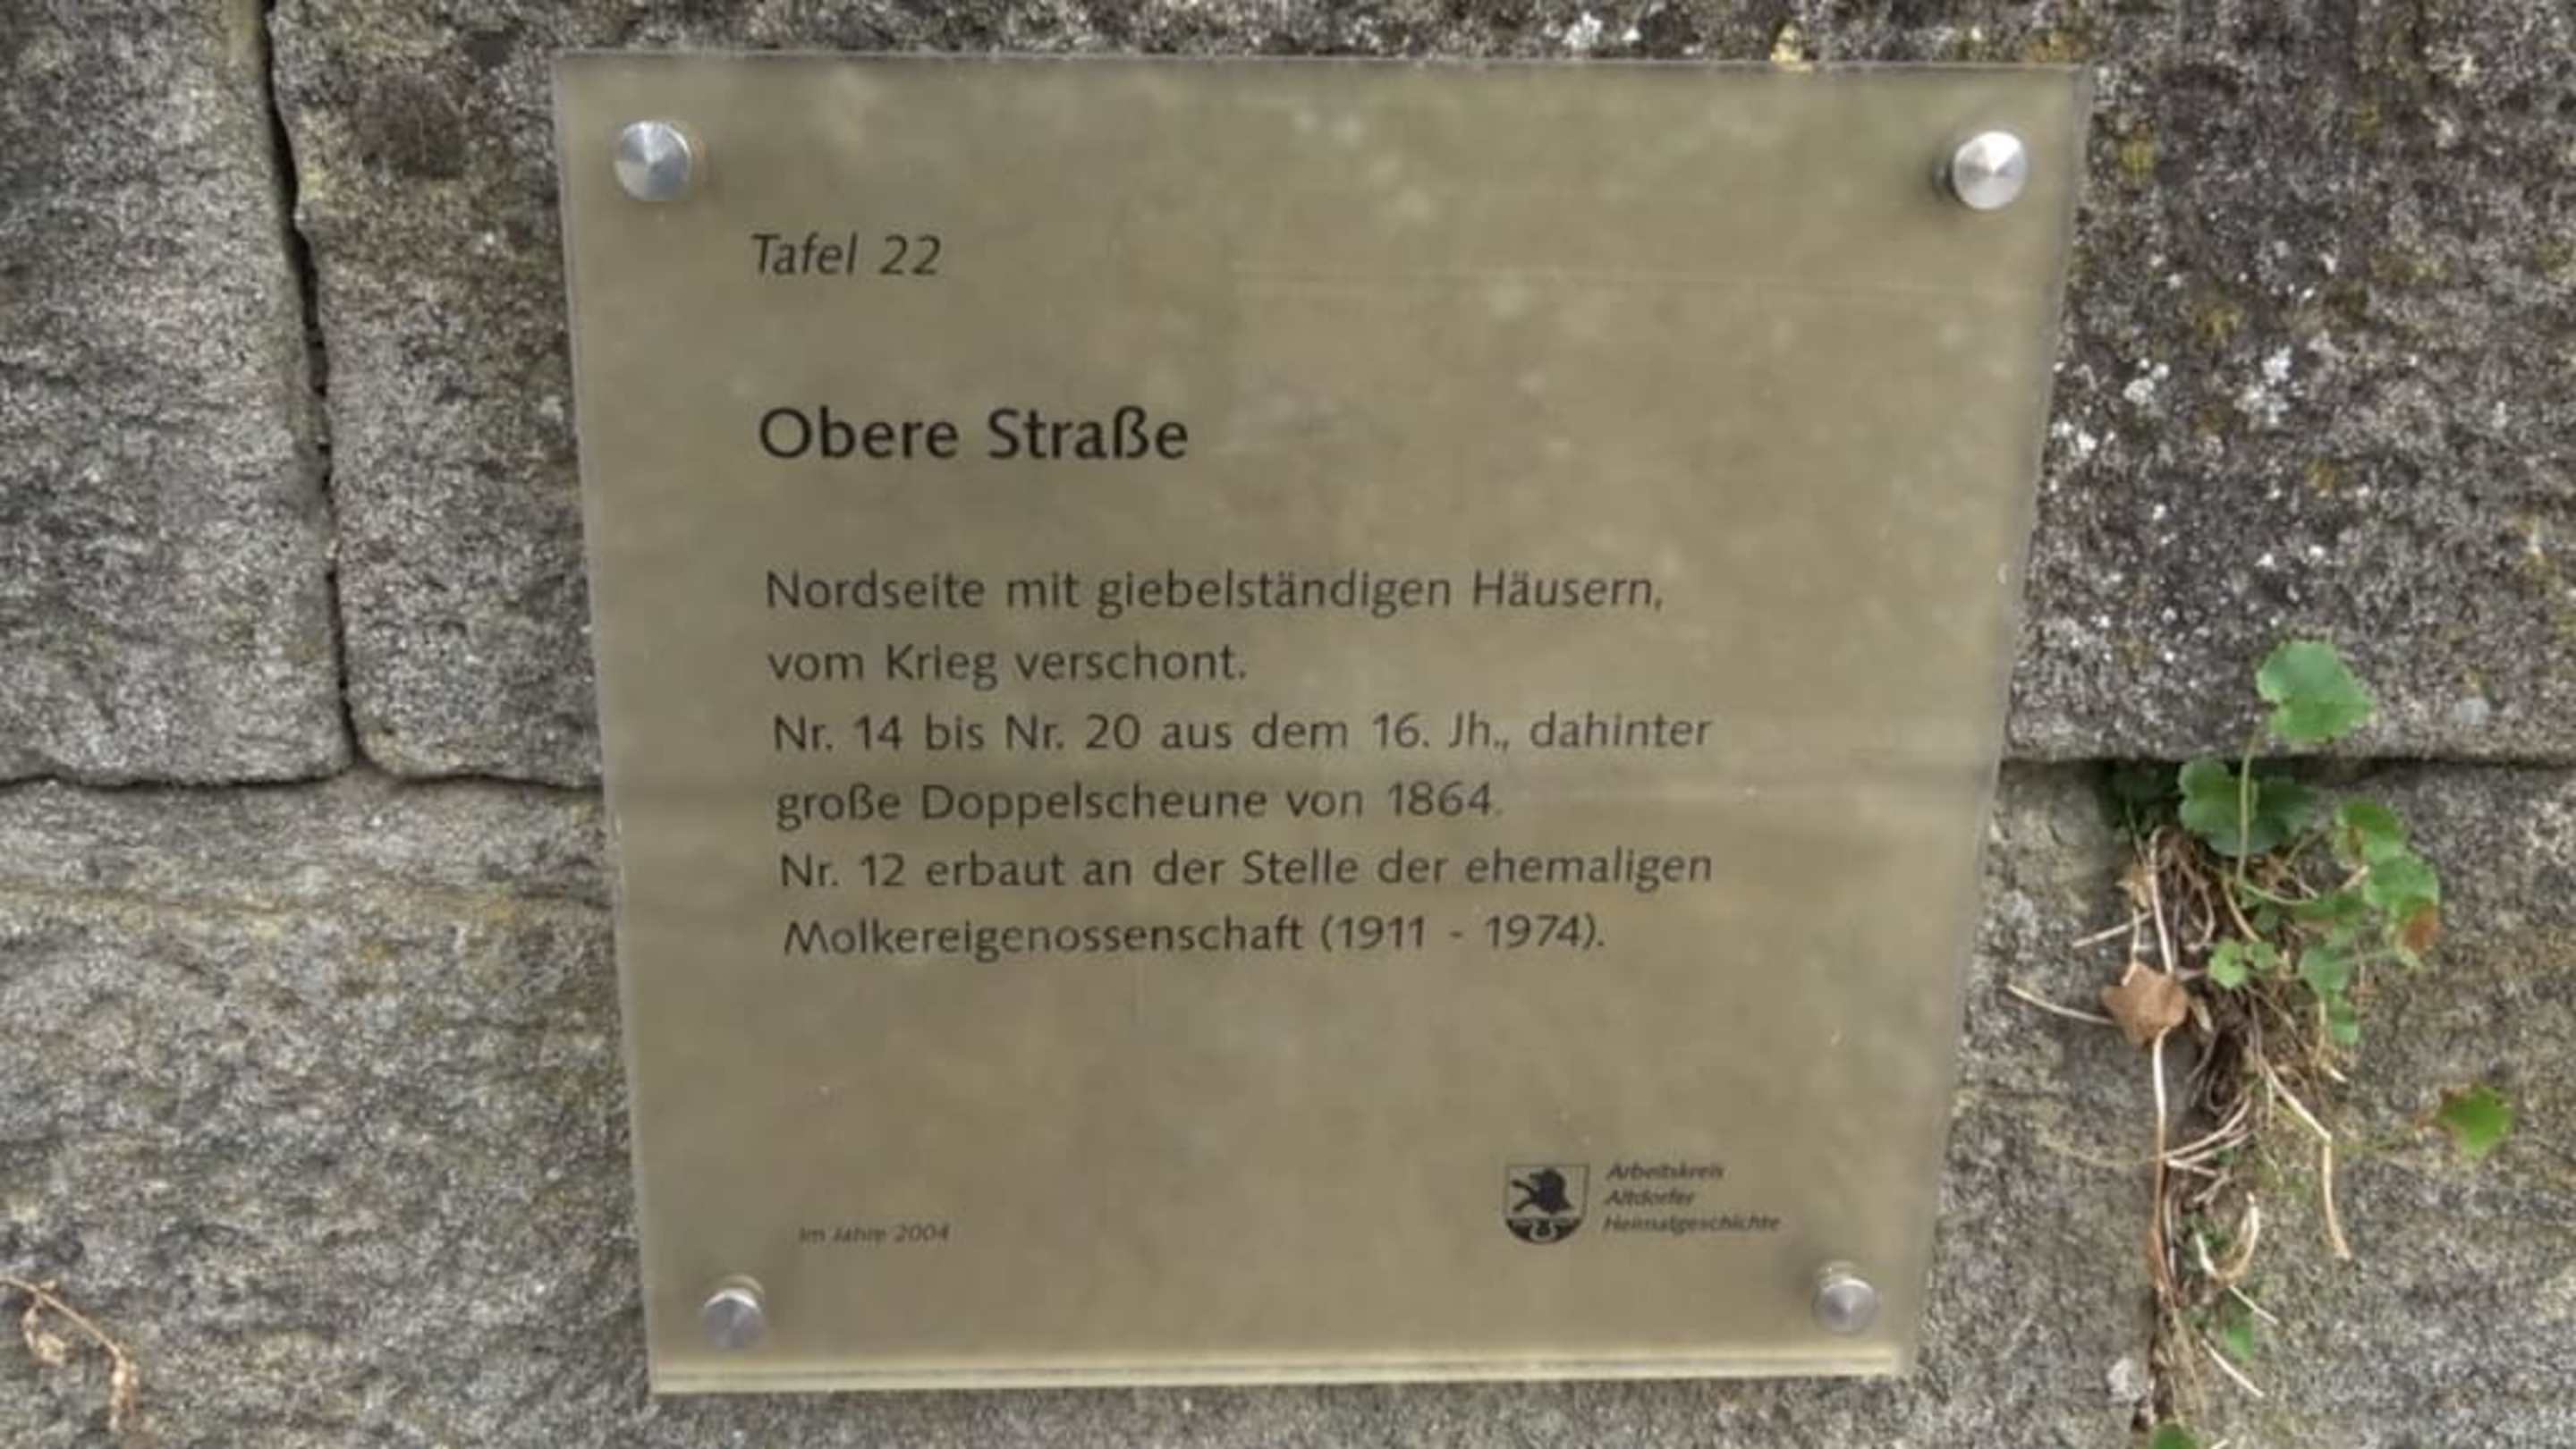 Tafel 22
Obere Straße
Nordseite mit giebelständigen Häusern,
vom Krieg verschont.
Nr. 14 bis Nr. 20 aus dem 16. Jh., dahinter
große Doppelscheune von 1864.
Nr. 12 erbaut an der Stelle der ehemaligen
Molkereigenossenschaft (1911 - 1974).
Im Jahre 2004
Arbeitskreis
Altdorfer
Heimatgeschichte